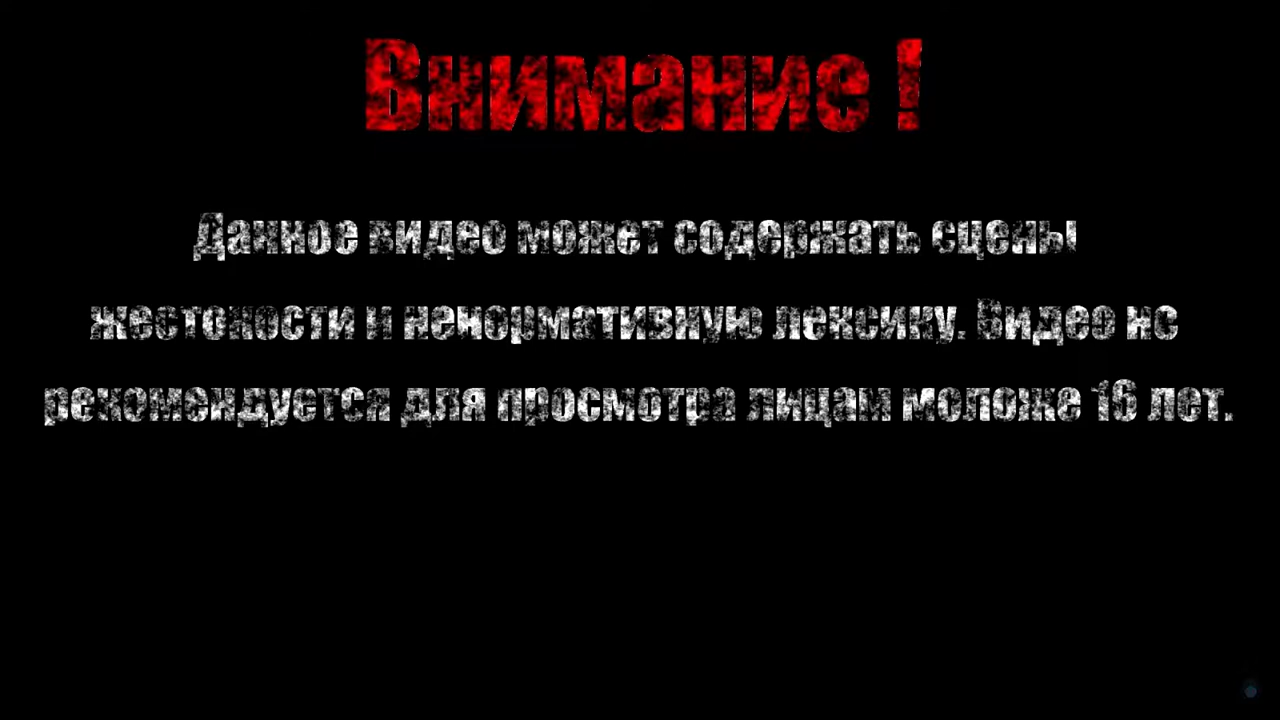 Внимание !
Данное видео может содержать сцены
жестокости и ненормативную лексику. Видео не
рекомендуется для просмотра лицам моложе 16 лет.